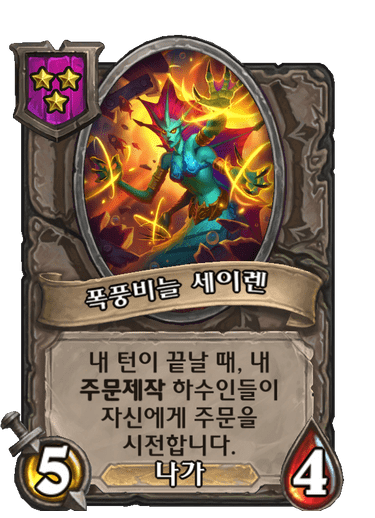 폭풍비늘 세이렌
내 턴이 끝날 때, 내
주문제작 하수인들이
자신에게 주문을
시전합니다.
나가
5
4